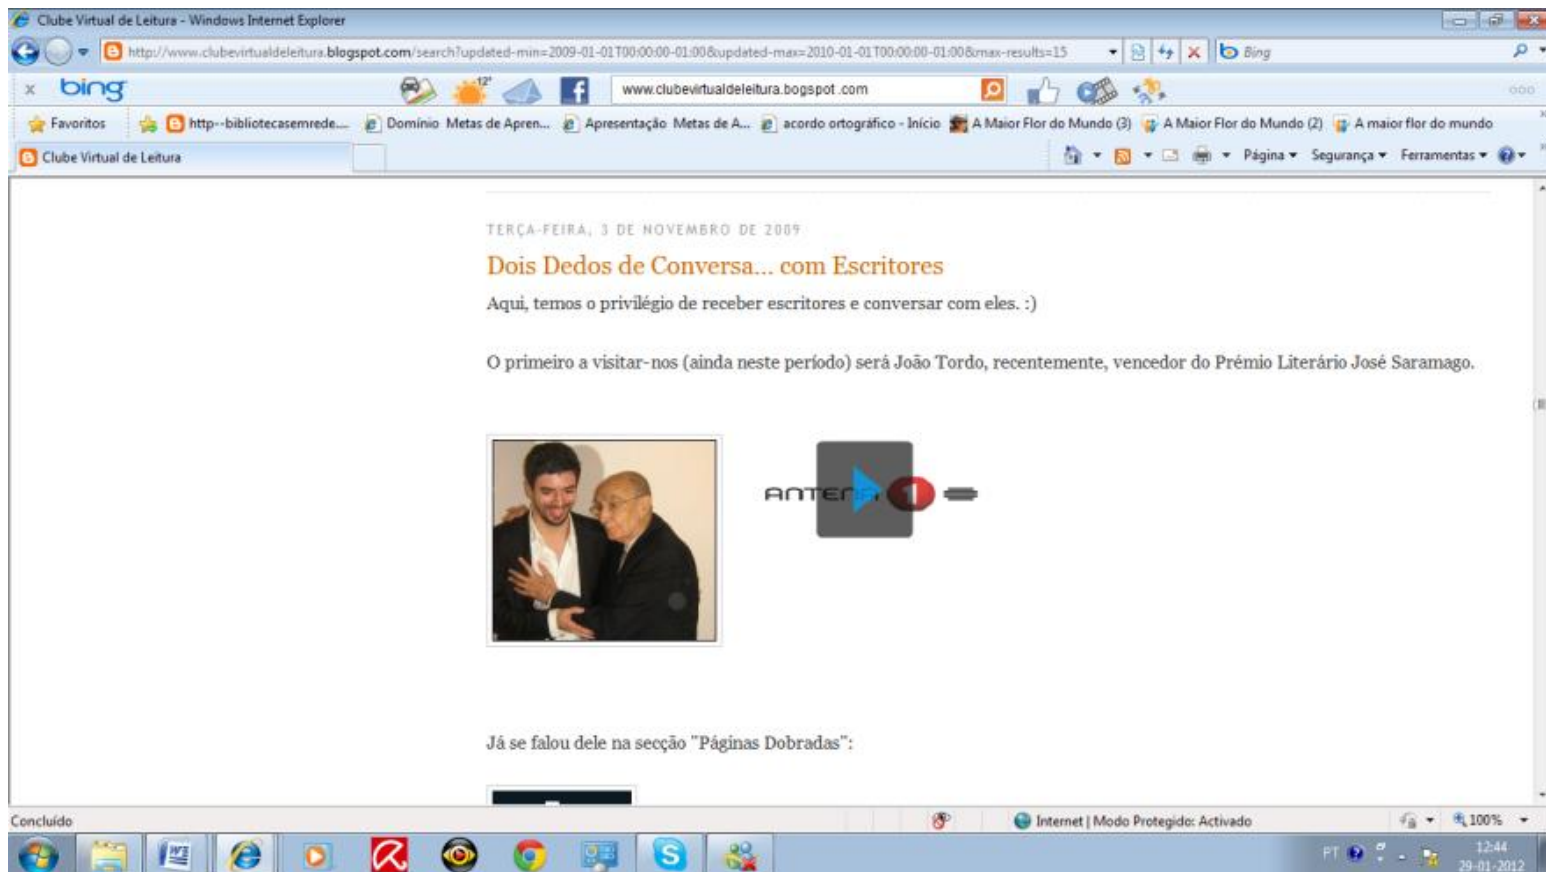 Clube Virtual de Leitura - Windows Internet Explorer
http://www.clubevirtualdeleitura.blogspot.com/search?updated-min=2009-01-01T00:00:00-01:00&updated-max=2010-01-01T00:00:00-01:00&max-results=15
Bing
x bing 12° www.clubevirtualdeleitura.bogspot .com
Favoritos http--bibliotecasemrede.... Domínio Metas de Apren... Apresentação Metas de A... acordo ortográfico - Início A Maior Flor do Mundo (3) A Maior Flor do Mundo (2) A maior flor do mundo
Clube Virtual de Leitura Página Segurança Ferramentas
TERÇA-FEIRA, 3 DE NOVEMBRO DE 2009
Dois Dedos de Conversa... com Escritores
Aqui, temos o privilégio de receber escritores e conversar com eles. :)
O primeiro a visitar-nos (ainda neste período) será João Tordo, recentemente, vencedor do Prémio Literário José Saramago.
ANTENA 1
Já se falou dele na secção "Páginas Dobradas":
Concluído Internet | Modo Protegido: Activado 100%
PT 12:44
29-01-2012